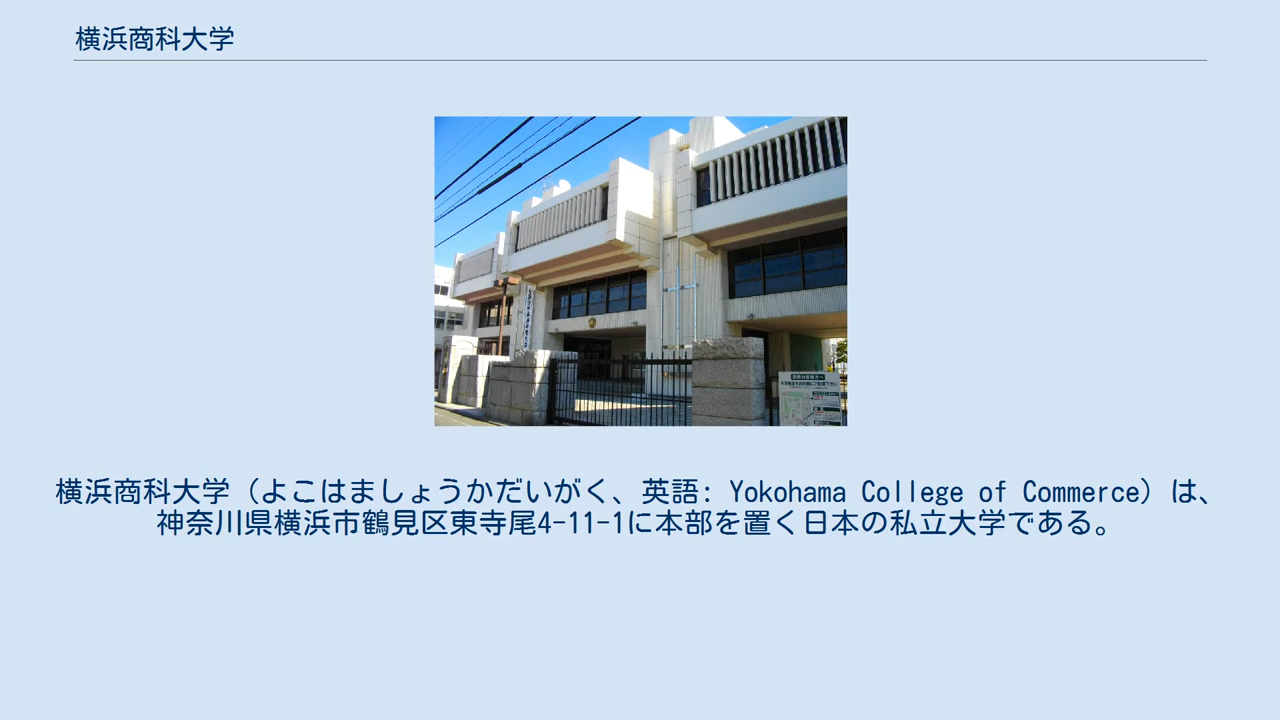 横浜商科大学
横浜商科大学（よこはましょうかだいがく、英語: Yokohama College of Commerce）は、
神奈川県横浜市鶴見区東寺尾4-11-1に本部を置く日本の私立大学である。